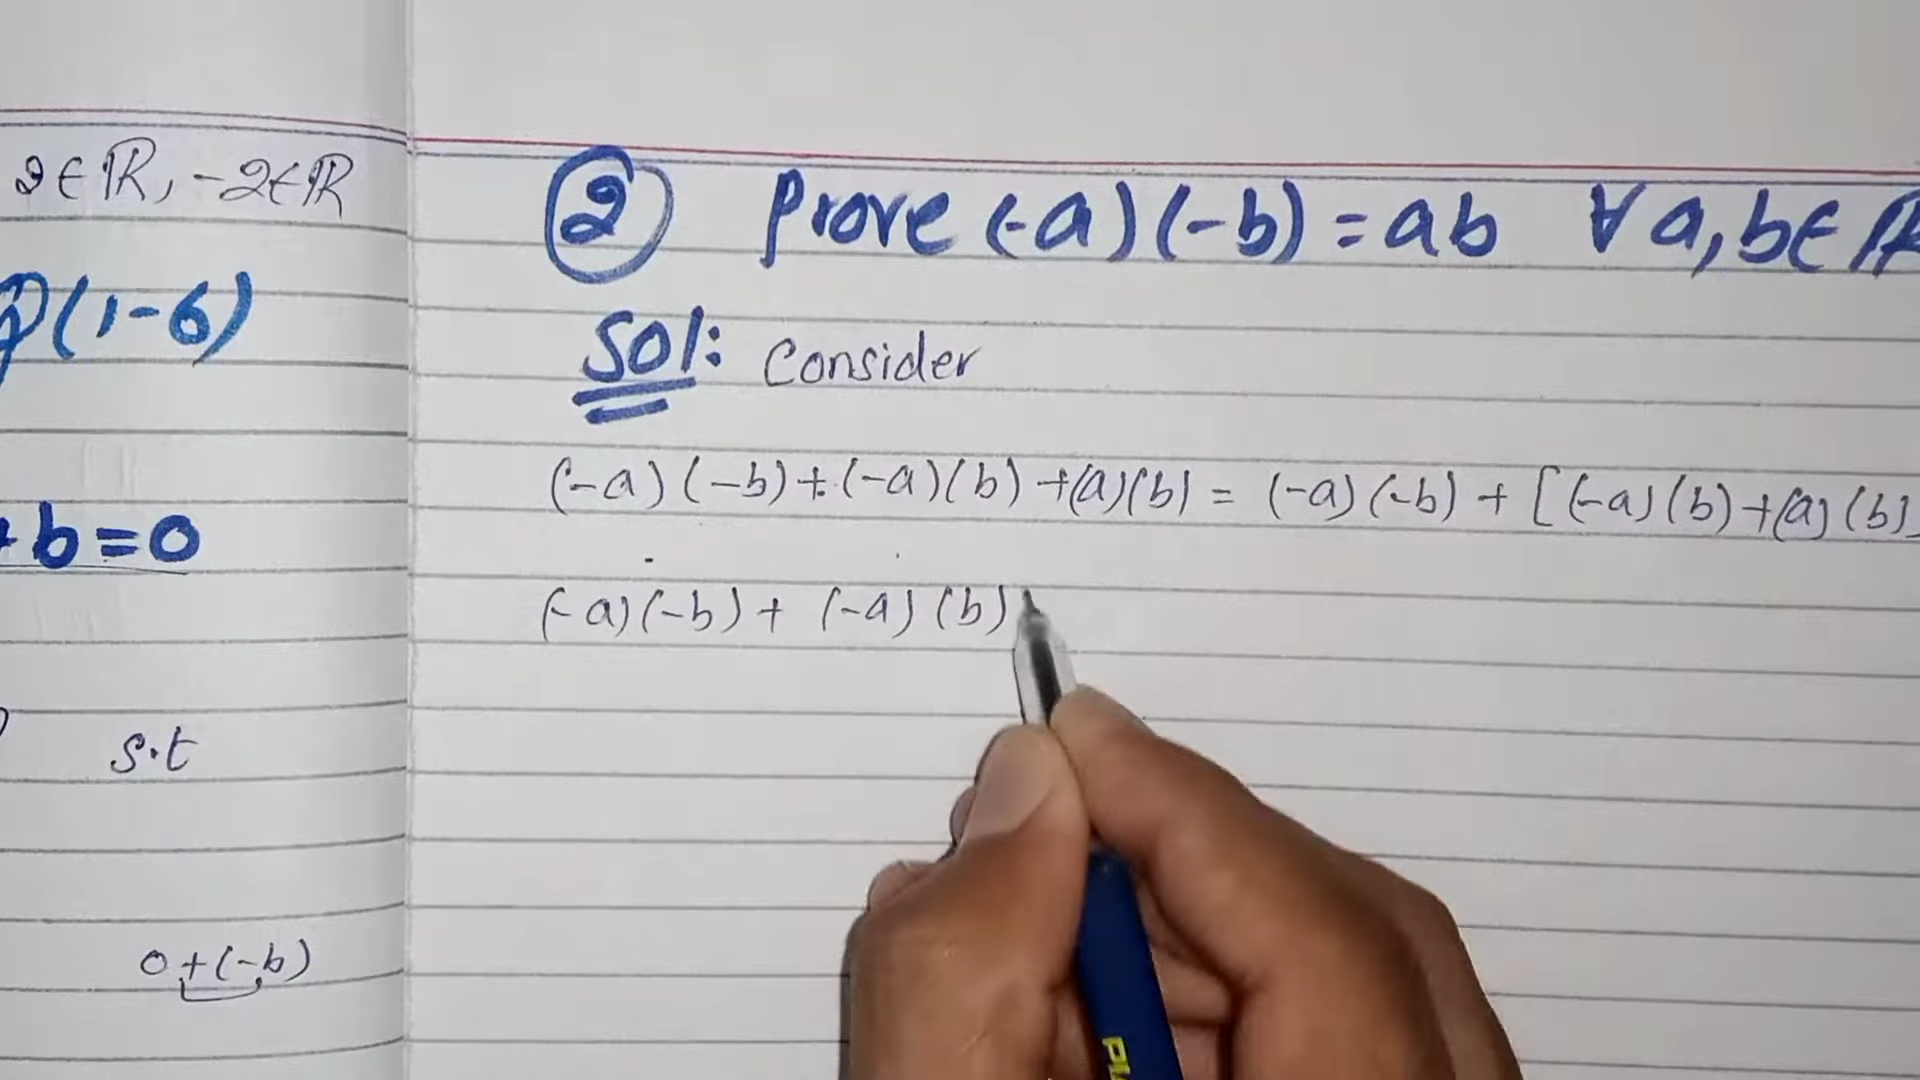 2 ∈ ℝ, -2 ∈ ℝ
(1-6)
+ b = 0
s.t
0 + (-b)
② Prove (-a)(-b) = ab ∀ a, b ∈ ℝ
Sol: Consider
(-a)(-b) + (-a)(b) + (a)(b) = (-a)(-b) + [(-a)(b) + (a)(b)]
(-a)(-b) + (-a)(b)